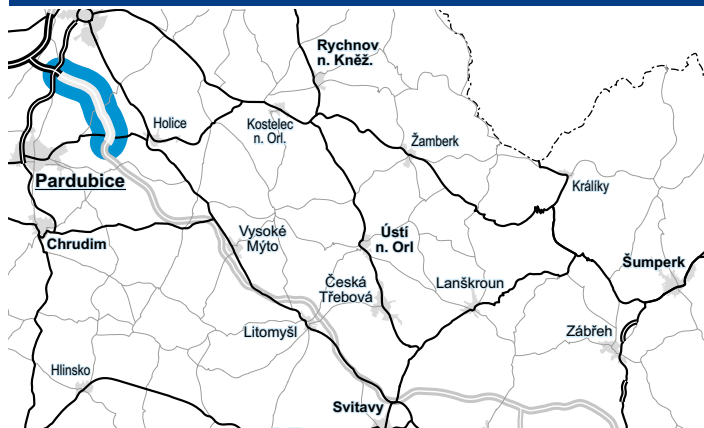 Rychnov
n. Kněž.
Holice
Kostelec
n. Orl.
Žamberk
Pardubice
Králíky
Chrudim
Vysoké
Mýto
Ústí
n. Orl
Šumperk
Česká
Třebová
Lanškroun
Litomyšl
Zábřeh
Hlinsko
Svitavy